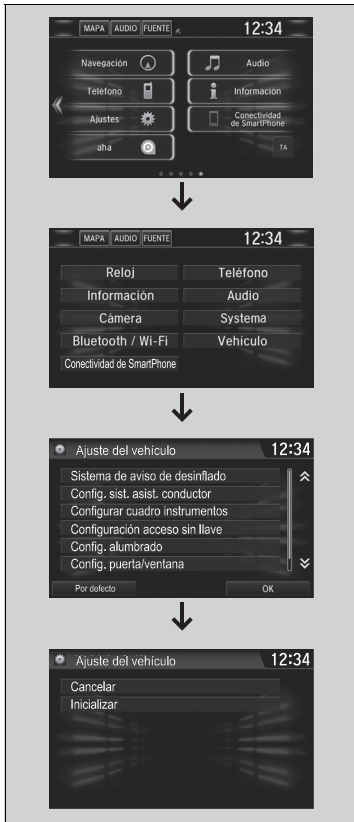 MAPA AUDIO FUENTE 12:34
Navegación Audio
Teléfono Información
Ajustes Conectividad
de SmartPhone
aha TA
MAPA AUDIO FUENTE 12:34
Reloj Teléfono
Información Audio
Cámera Systema
Bluetooth / Wi-Fi Vehículo
Conectividad de SmartPhone
Ajuste del vehículo 12:34
Sistema de aviso de desinflado
Config. sist. asist. conductor
Configurar cuadro instrumentos
Configuración acceso sin llave
Config. alumbrado
Config. puerta/ventana
Por defecto OK
Ajuste del vehículo 12:34
Cancelar
Inicializar